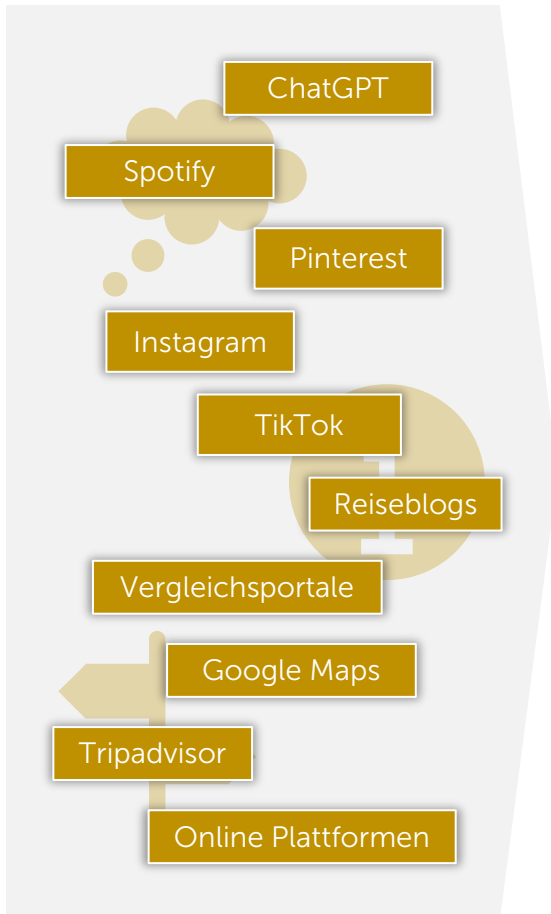 ChatGPT
Spotify
Pinterest
Instagram
TikTok
Reiseblogs
Vergleichsportale
Google Maps
Tripadvisor
Online Plattformen